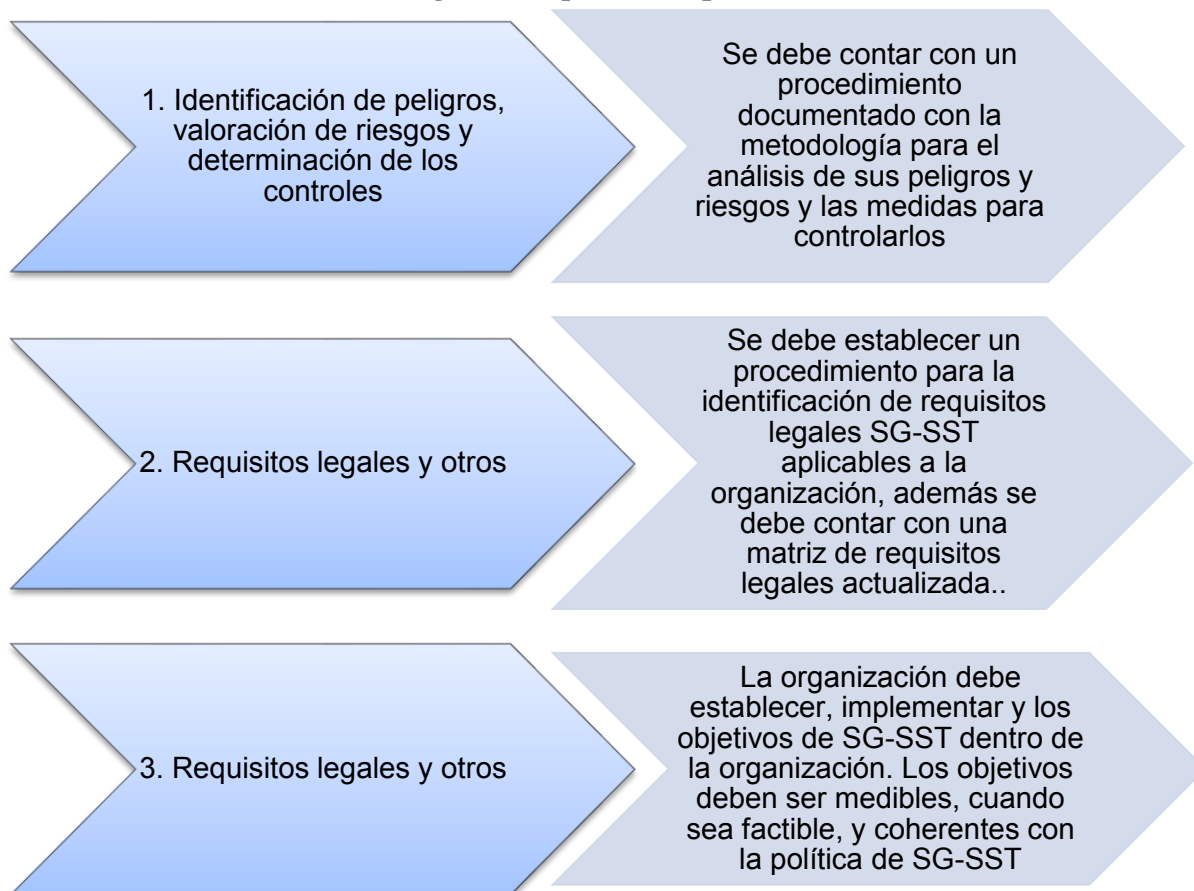 1. Identificación de peligros,
valoración de riesgos y
determinación de los
controles
Se debe contar con un
procedimiento
documentado con la
metodología para el
análisis de sus peligros y
riesgos y las medidas para
controlarlos
2. Requisitos legales y otros
Se debe establecer un
procedimiento para la
identificación de requisitos
legales SG-SST
aplicables a la
organización, además se
debe contar con una
matriz de requisitos
legales actualizada..
3. Requisitos legales y otros
La organización debe
establecer, implementar y los
objetivos de SG-SST dentro de
la organización. Los objetivos
deben ser medibles, cuando
sea factible, y coherentes con
la política de SG-SST